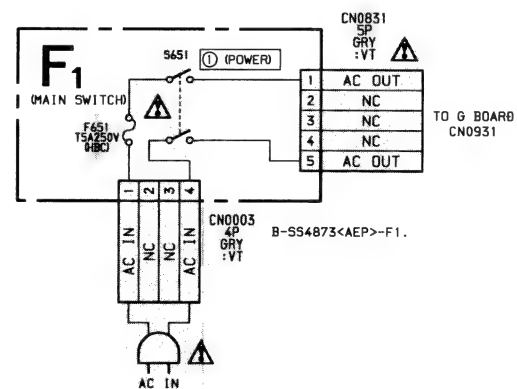 CN0831
5P
GRY
:VT
F1
(MAIN SWITCH)
S651
① (POWER)
F651
T5A250V
(HBC)
1 AC OUT
2 NC
3 NC
4 NC
5 AC OUT
TO G BOARD
CN0931
1 2 3 4
AC IN
NC
NC
AC IN
CN0003
4P
GRY
:VT
B-SS4873<AEP>-F1.
AC IN